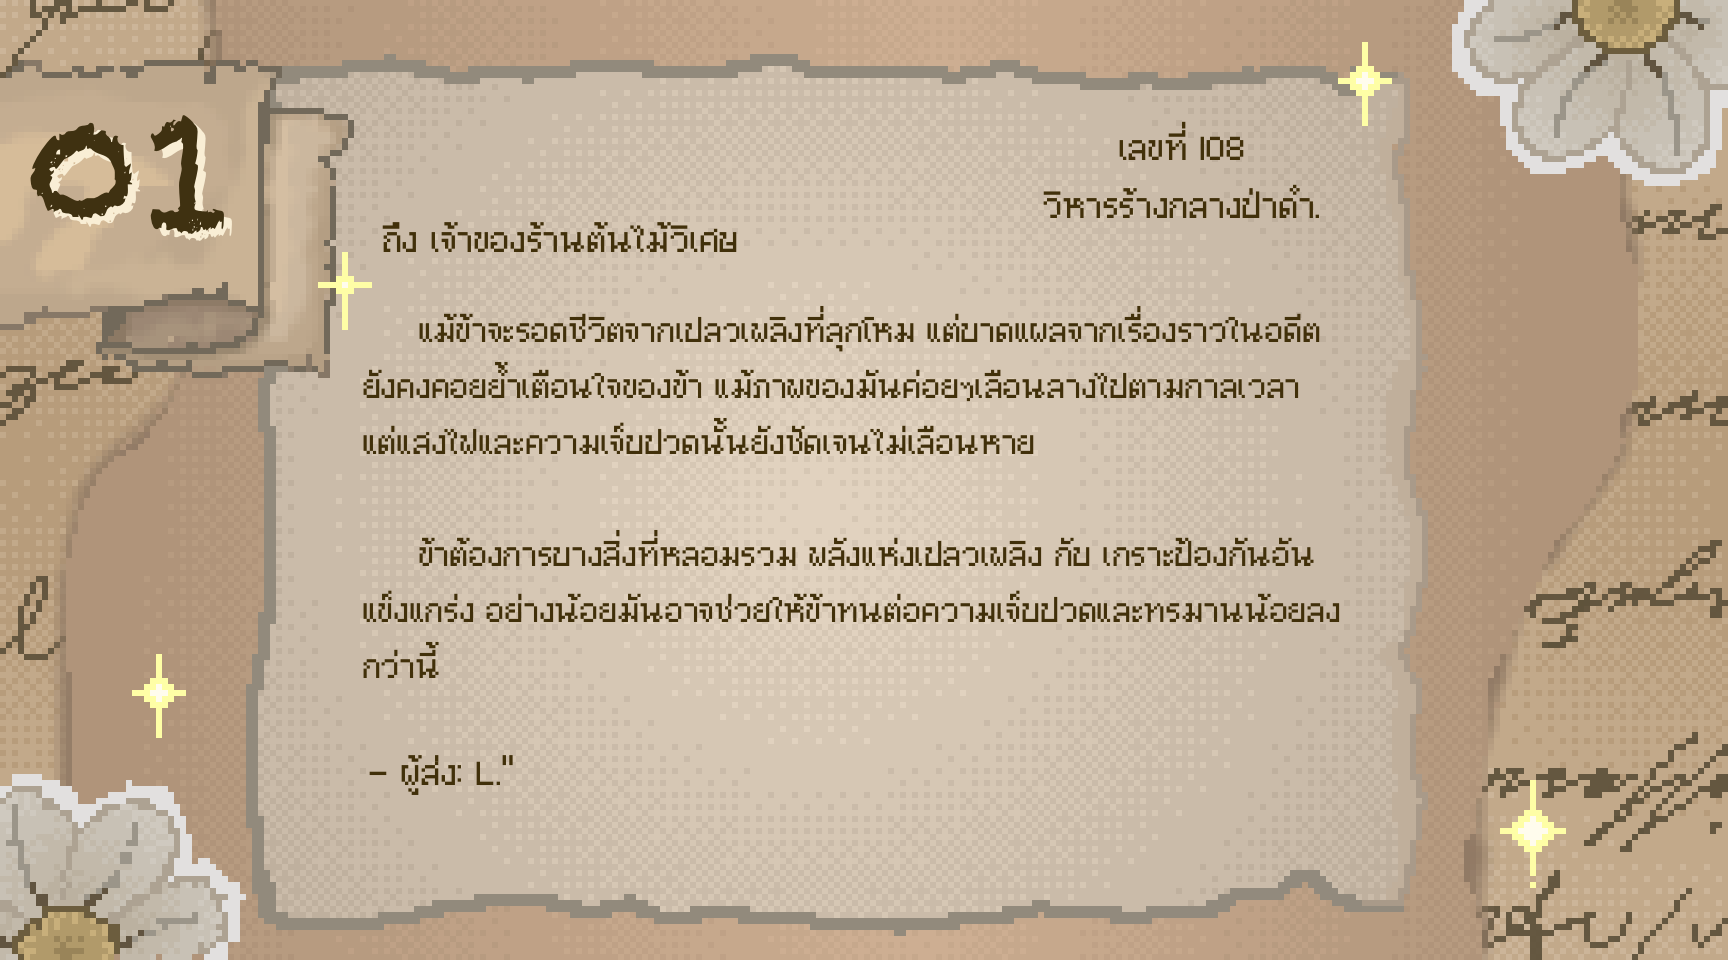 01
เลขที่ 108
วิหารร้างกลางป่าดำ.
ถึง เจ้าของร้านต้นไม้วิเศษ
แม้ข้าจะรอดชีวิตจากเปลวเพลิงที่ลุกโหม แต่บาดแผลจากเรื่องราวในอดีต
ยังคงคอยย้ำเตือนใจของข้า แม้ภาพของมันค่อยๆเลือนลางไปตามกาลเวลา
แต่แสงไฟและความเจ็บปวดนั้นยังชัดเจนไม่เลือนหาย
ข้าต้องการบางสิ่งที่หลอมรวม พลังแห่งเปลวเพลิง กับ เกราะป้องกันอัน
แข็งแกร่ง อย่างน้อยมันอาจช่วยให้ข้าทนต่อความเจ็บปวดและทรมานน้อยลง
กว่านี้
- ผู้ส่ง: L."